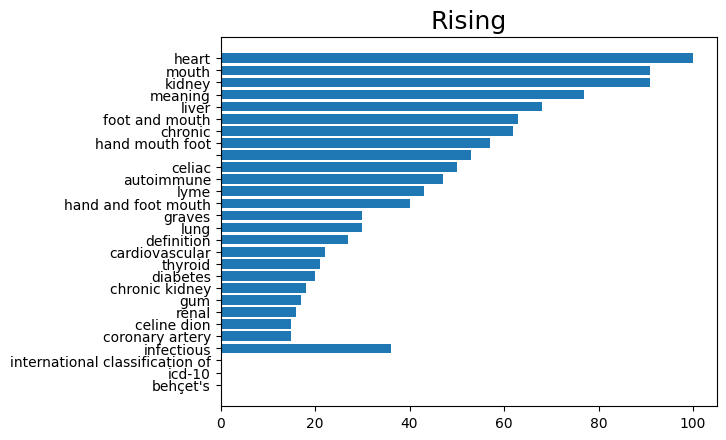 Rising
heart
mouth
kidney
meaning
liver
foot and mouth
chronic
hand mouth foot
celiac
autoimmune
lyme
hand and foot mouth
graves
lung
definition
cardiovascular
thyroid
diabetes
chronic kidney
gum
renal
celine dion
coronary artery
infectious
international classification of
icd-10
behçet's
0 20 40 60 80 100